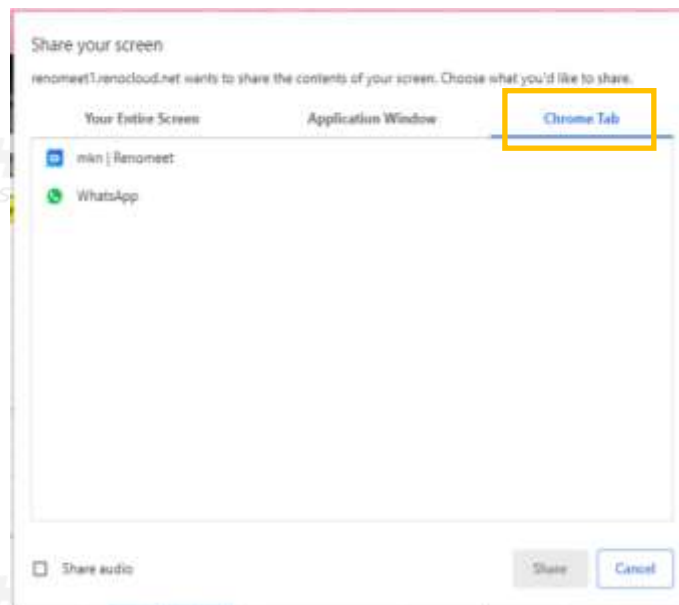 Share your screen
renomeet1.renocloud.net wants to share the contents of your screen. Choose what you'd like to share.
Your Entire Screen Application Window Chrome Tab
mkn | Renomeet
WhatsApp
Share audio Share Cancel